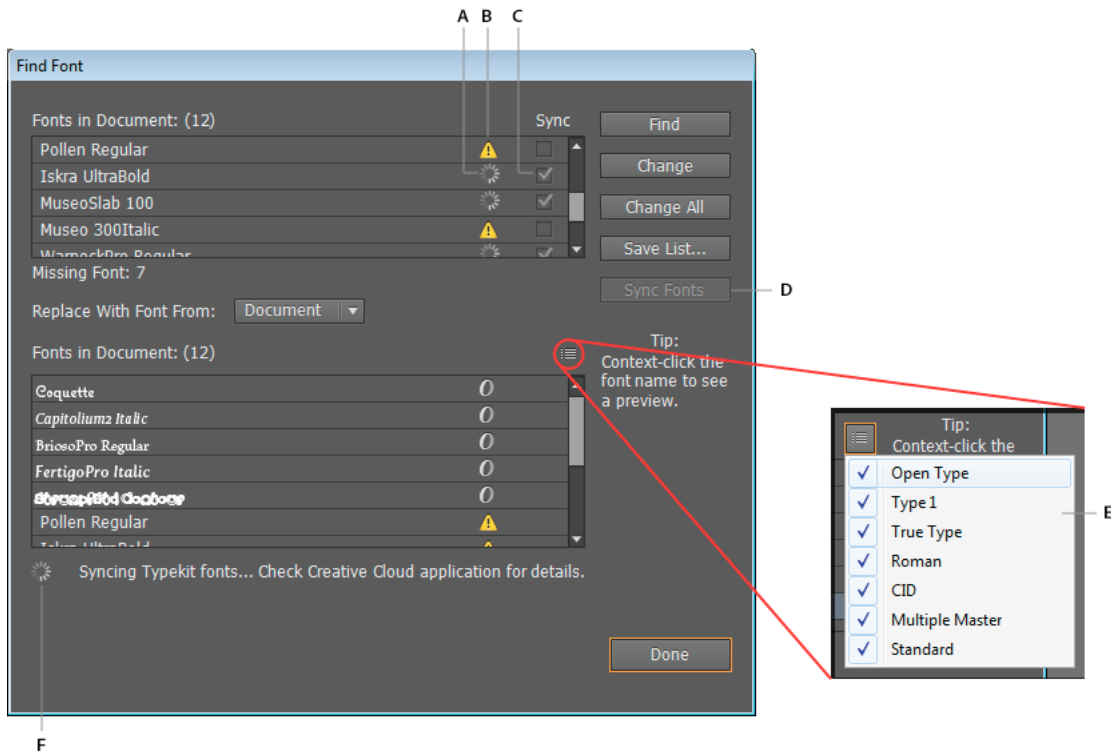 A B C
Find Font
Fonts in Document: (12)
Sync
Find
Pollen Regular
Iskra UltraBold
Change
MuseoSlab 100
Change All
Museo 300Italic
WarnockPro Regular
Save List...
Missing Font: 7
Sync Fonts
D
Replace With Font From:
Document
Fonts in Document: (12)
Tip:
Context-click the
font name to see
a preview.
Coquette
O
Capitolium2 Italic
O
BriosoPro Regular
O
FertigoPro Italic
O
O
Pollen Regular
Iskra UltraBold
Syncing Typekit fonts... Check Creative Cloud application for details.
Done
F
Tip:
Context-click the
Open Type
Type 1
True Type
Roman
CID
Multiple Master
Standard
E